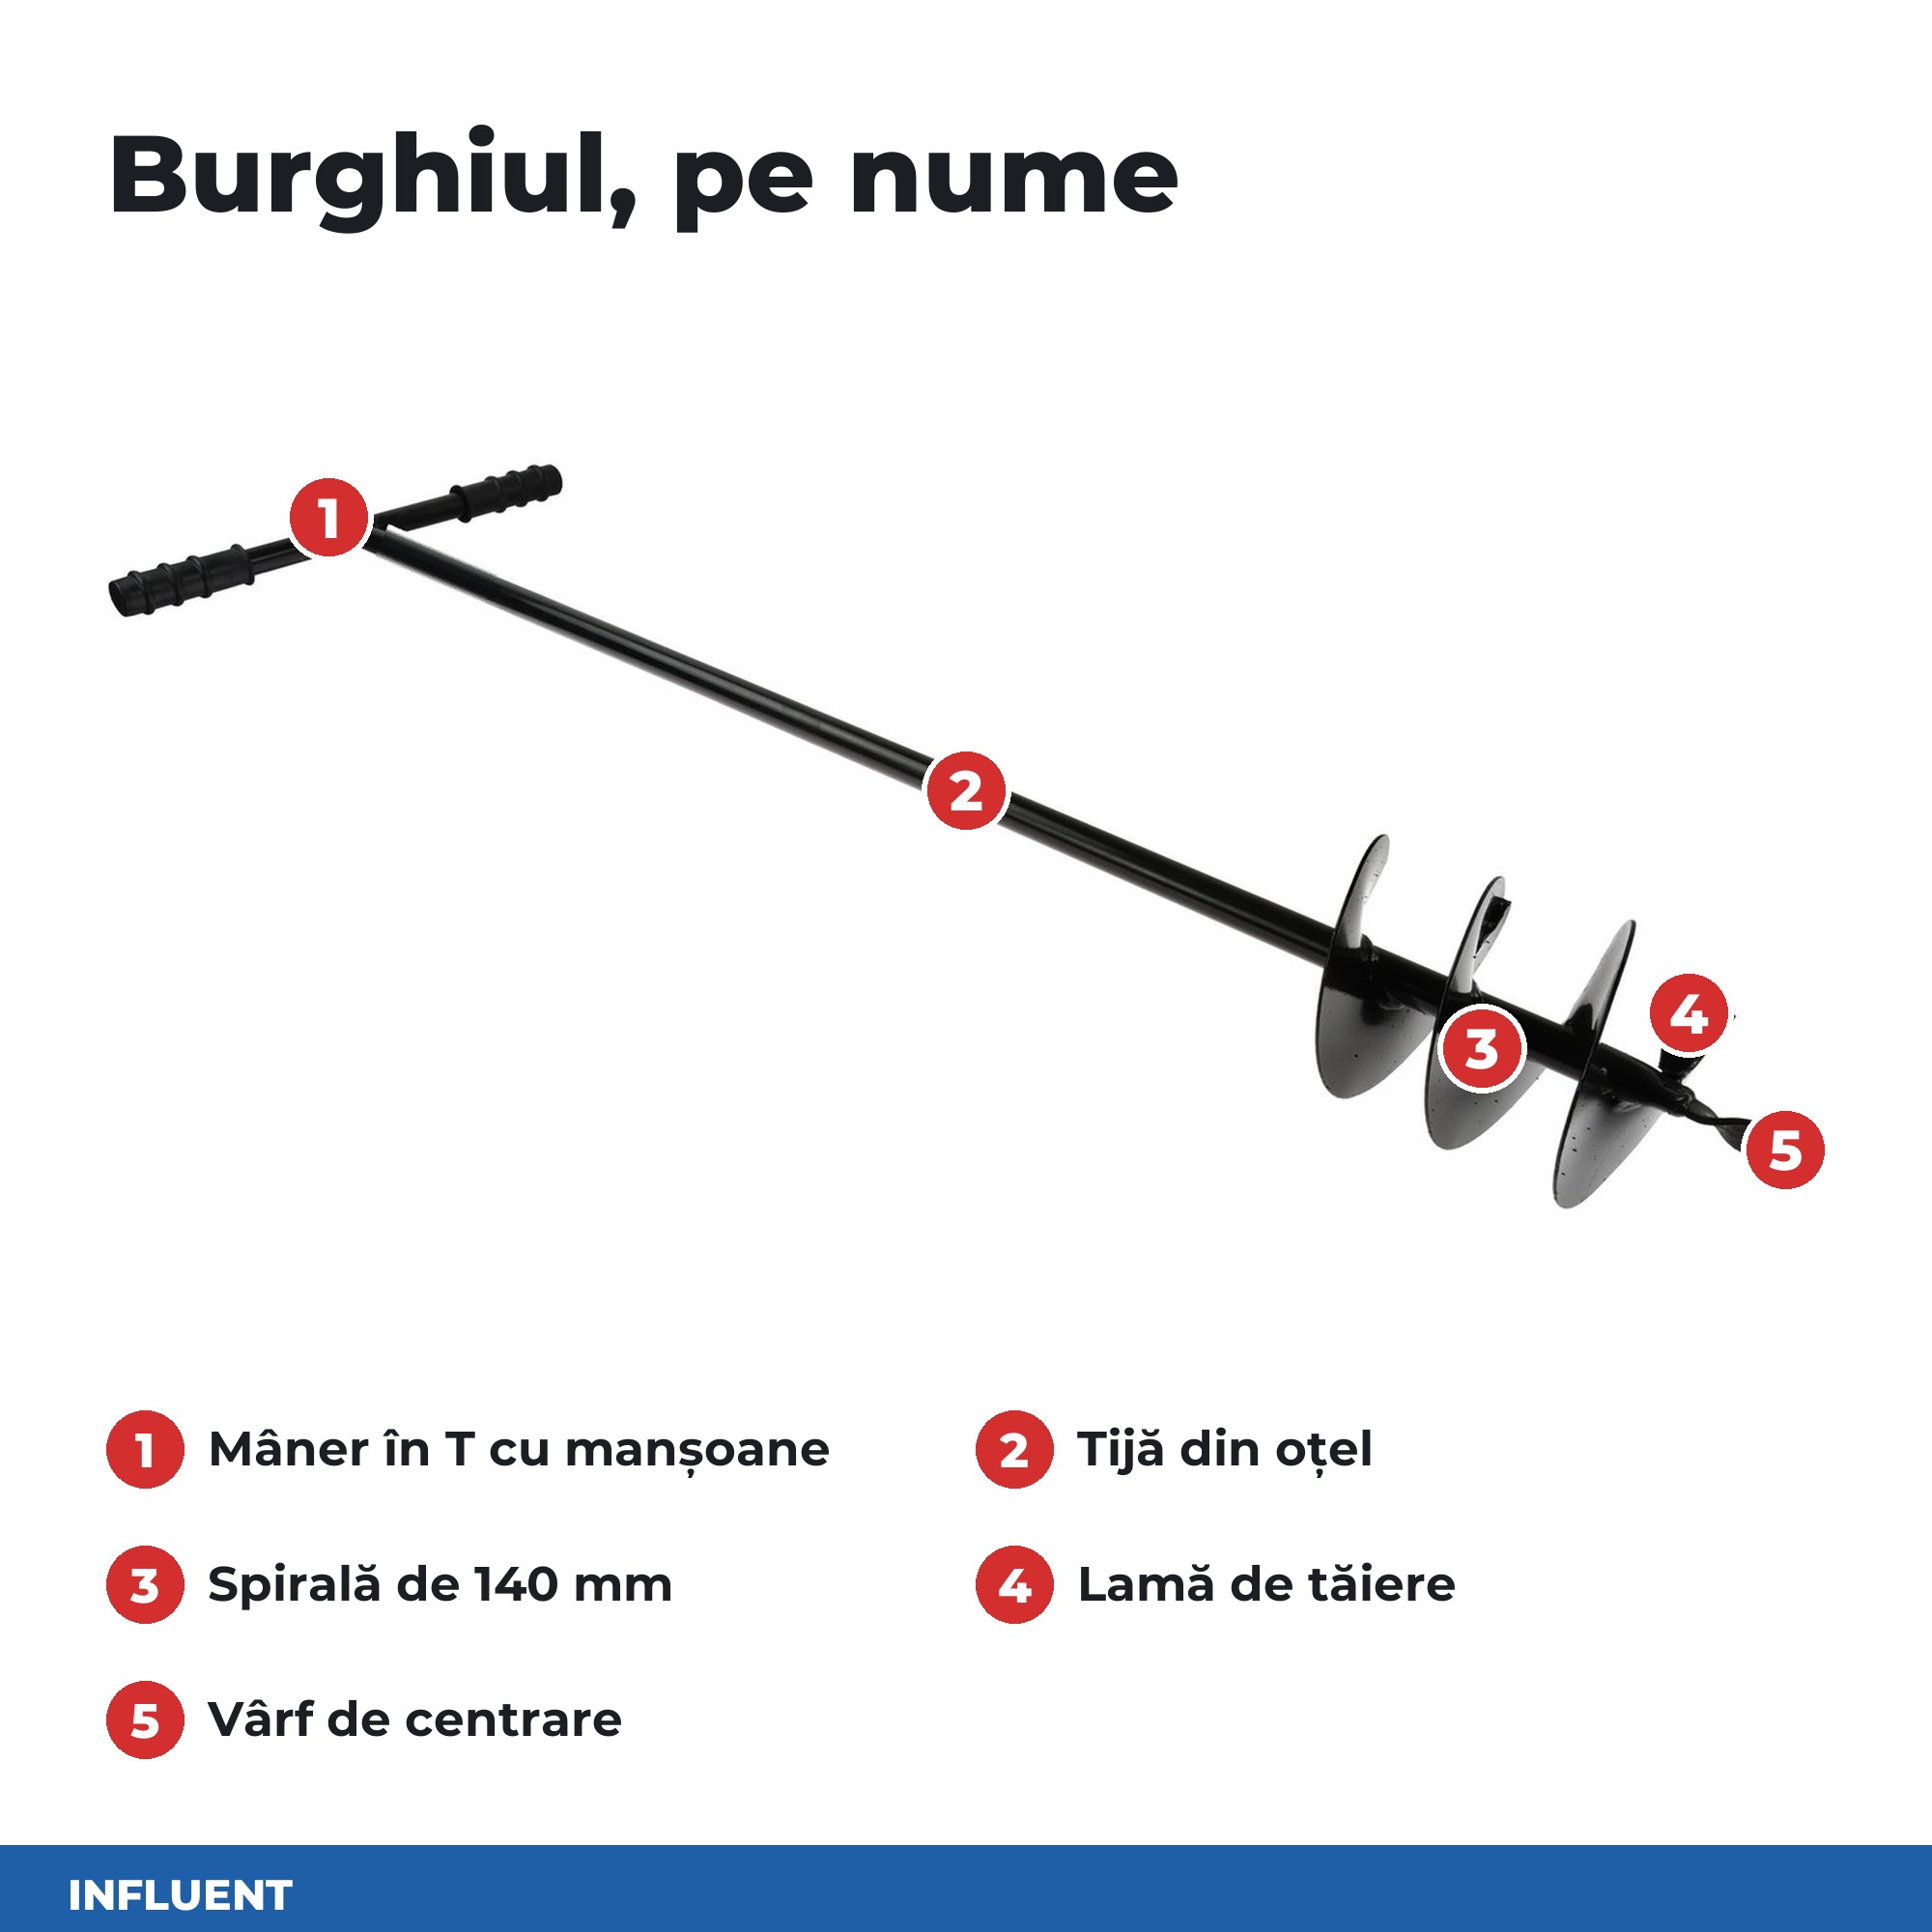 Burghiul, pe nume
1
2
3
4
5
1 Mâner în T cu manșoane
2 Tijă din oțel
3 Spirală de 140 mm
4 Lamă de tăiere
5 Vârf de centrare
INFLUENT